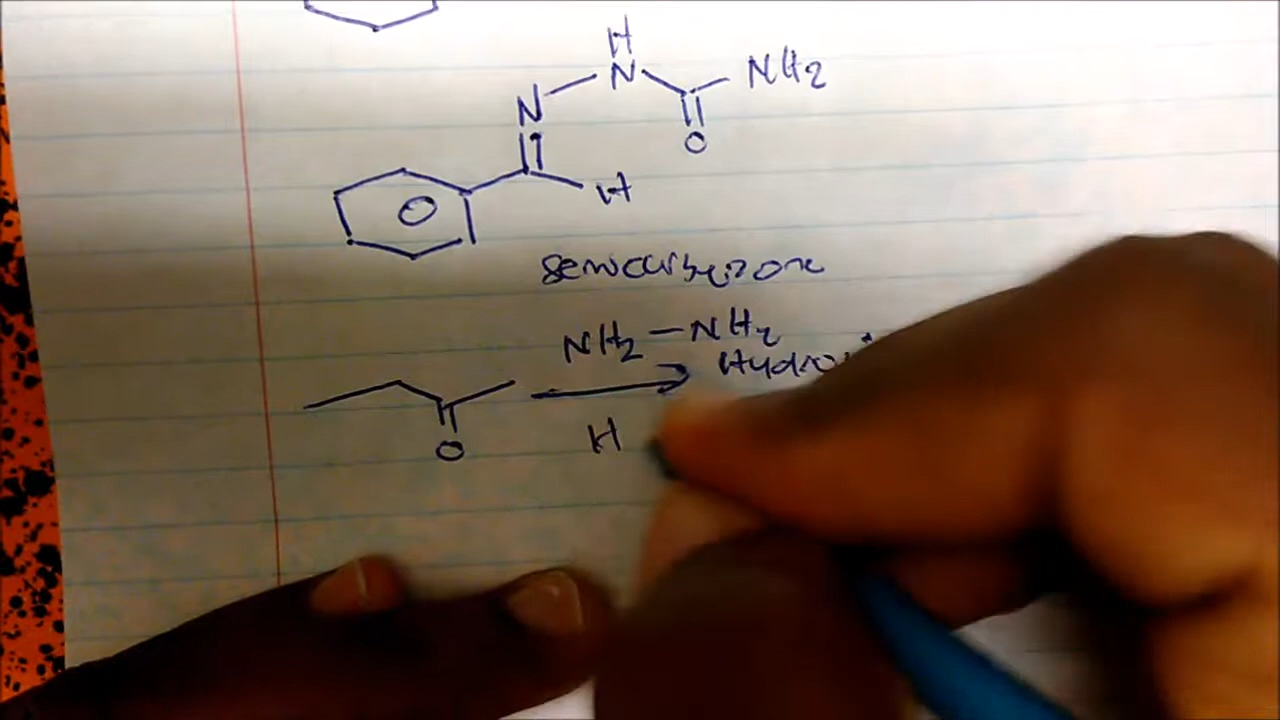 H
N N NH2
O
H
semicarbazone
NH2 – NH2
O H